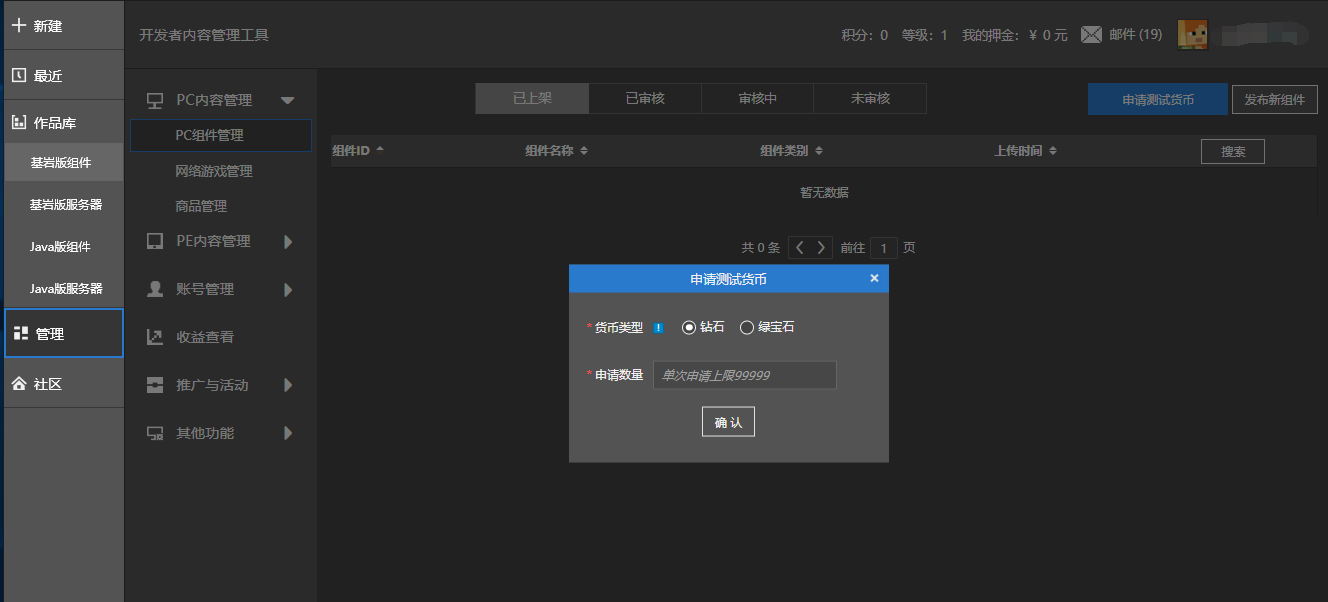 新建
最近
作品库
基岩版组件
基岩版服务器
Java版组件
Java版服务器
管理
社区
开发者内容管理工具
积分：0 等级：1 我的押金：¥ 0 元 邮件 (19)
PC内容管理
PC组件管理
网络游戏管理
商品管理
PE内容管理
账号管理
收益查看
推广与活动
其他功能
已上架 已审核 审核中 未审核
申请测试货币 发布新组件
组件ID 组件名称 组件类别 上传时间 搜索
暂无数据
共 0 条 前往 1 页
申请测试货币 ×
*货币类型 ! 钻石 绿宝石
*申请数量 单次申请上限99999
确 认